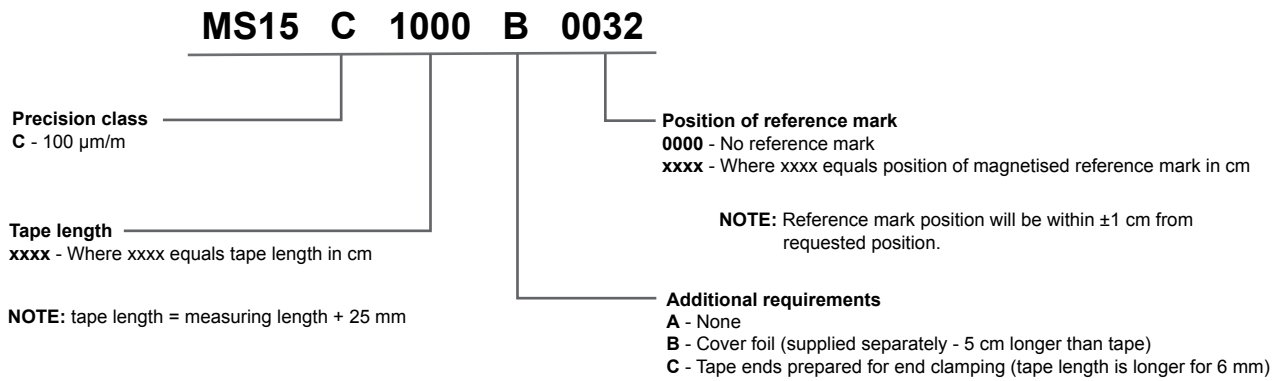 MS15 C 1000 B 0032
Precision class
C - 100 µm/m
Tape length
xxxx - Where xxxx equals tape length in cm
NOTE: tape length = measuring length + 25 mm
Position of reference mark
0000 - No reference mark
xxxx - Where xxxx equals position of magnetised reference mark in cm
NOTE: Reference mark position will be within ±1 cm from
requested position.
Additional requirements
A - None
B - Cover foil (supplied separately - 5 cm longer than tape)
C - Tape ends prepared for end clamping (tape length is longer for 6 mm)